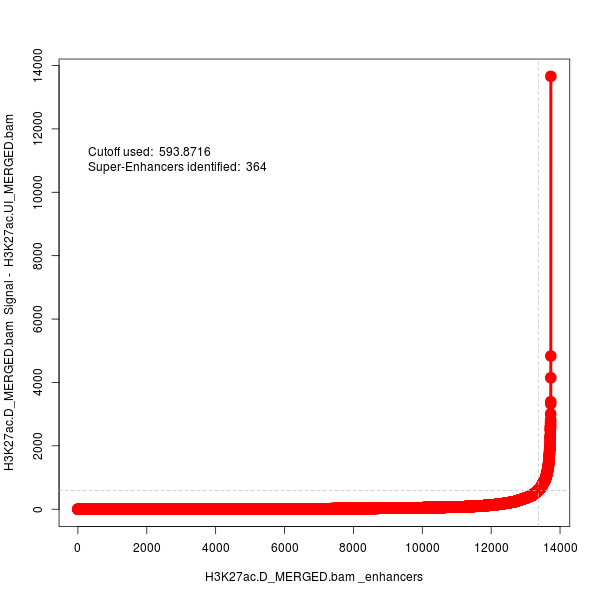 14000
12000
10000
8000
6000
4000
2000
0
H3K27ac.D_MERGED.bam Signal - H3K27ac.UI_MERGED.bam
Cutoff used: 593.8716
Super-Enhancers identified: 364
0 2000 4000 6000 8000 10000 12000 14000
H3K27ac.D_MERGED.bam _enhancers